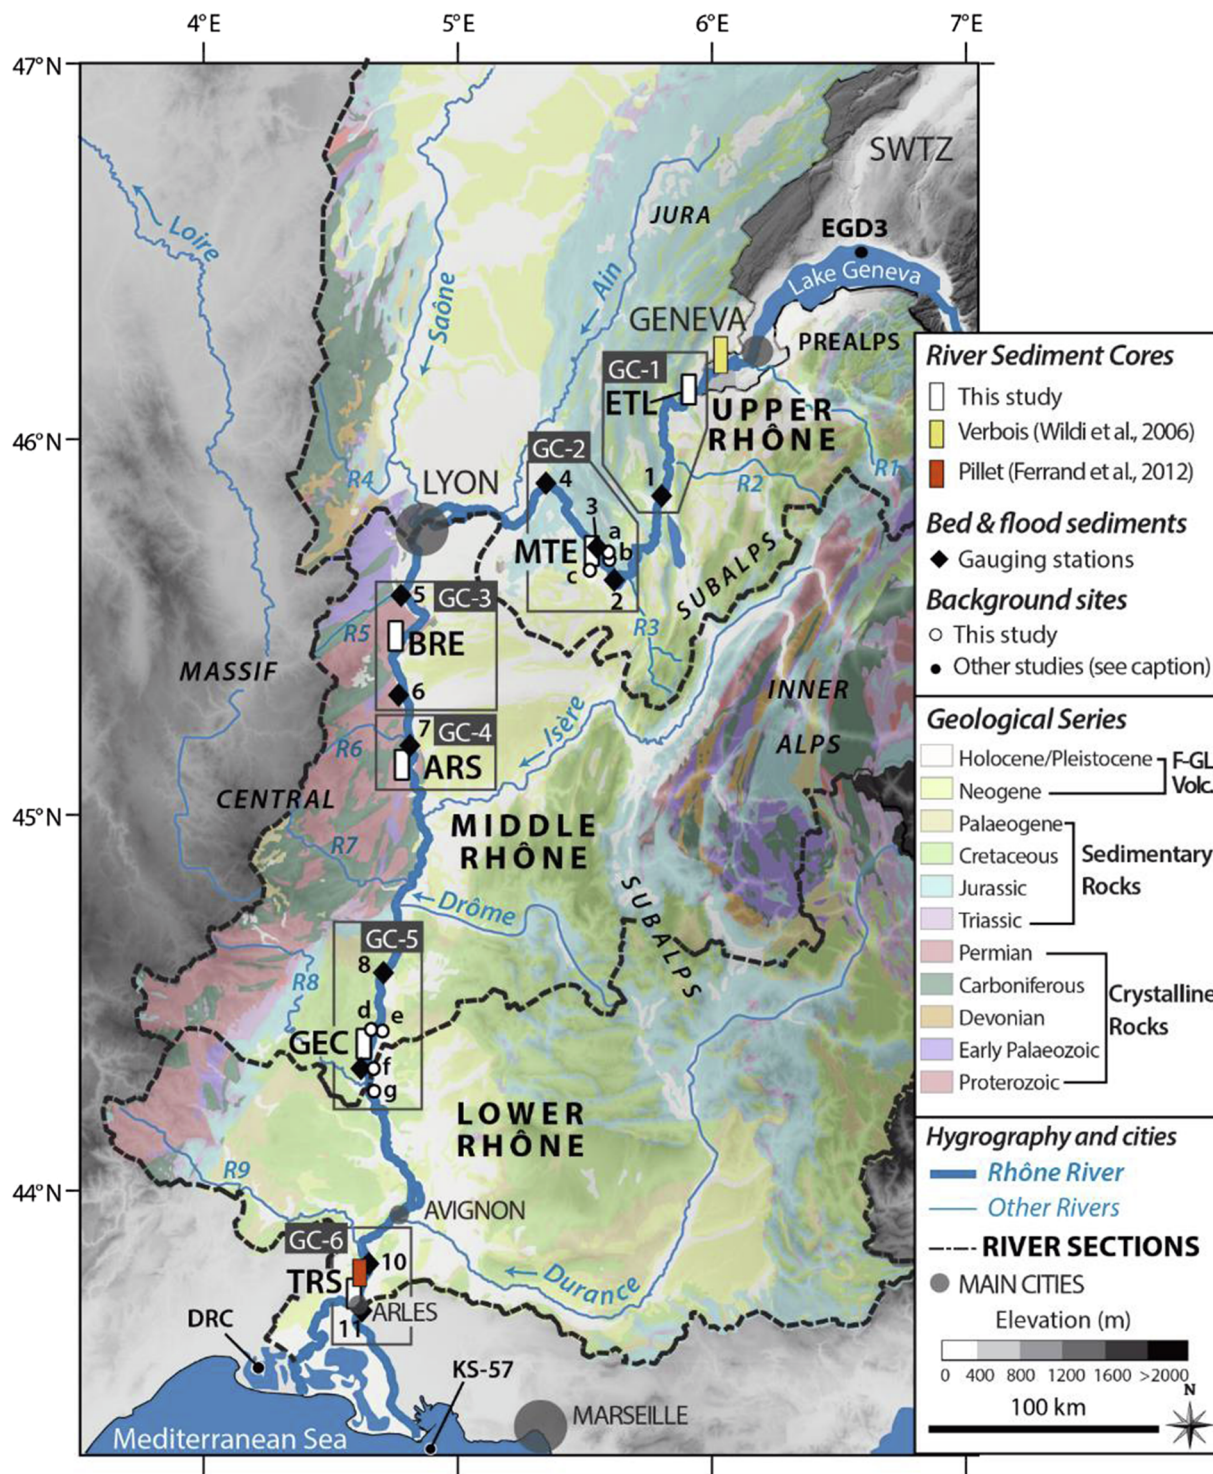 4°E
5°E
6°E
7°E
47°N
SWTZ
JURA
EGD3
Loire
Lake Geneva
Ain
Saône
GENEVA
PREALPS
GC-1
ETL
UPPER
RHÔNE
46°N
GC-2
R4
LYON
4
1
R2
R1
3
a
MTE
b
c
2
SUBALPS
5
GC-3
R5
BRE
R3
MASSIF
6
INNER
ALPS
7
GC-4
Isère
R6
ARS
CENTRAL
45°N
MIDDLE
RHÔNE
R7
SUBALPS
Drôme
GC-5
8
R8
d
e
GEC
f
g
LOWER
RHÔNE
R9
44°N
AVIGNON
GC-6
10
TRS
Durance
ARLES
11
DRC
KS-57
MARSEILLE
Mediterranean Sea
River Sediment Cores
This study
Verbois (Wildi et al., 2006)
Pillet (Ferrand et al., 2012)
Bed & flood sediments
Gauging stations
Background sites
This study
Other studies (see caption)
Geological Series
Holocene/Pleistocene
F-GL
Volc.
Neogene
Palaeogene
Cretaceous
Sedimentary
Rocks
Jurassic
Triassic
Permian
Carboniferous
Crystalline
Rocks
Devonian
Early Palaeozoic
Proterozoic
Hygrography and cities
Rhône River
Other Rivers
RIVER SECTIONS
MAIN CITIES
Elevation (m)
0 400 800 1200 1600 >2000
N
100 km